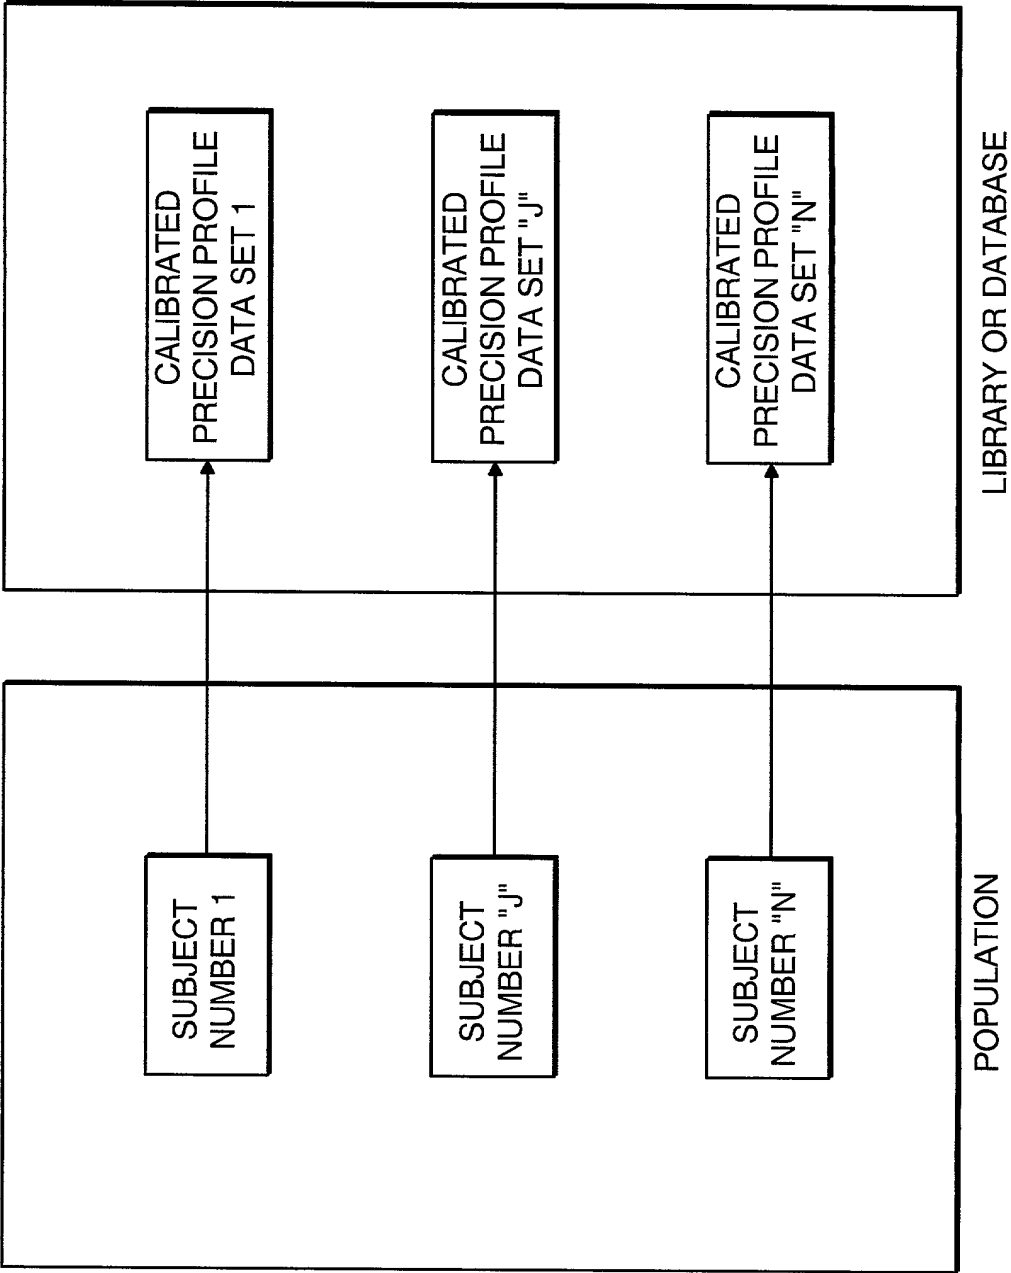 SUBJECT
NUMBER 1
CALIBRATED
PRECISION PROFILE
DATA SET 1
SUBJECT
NUMBER "J"
CALIBRATED
PRECISION PROFILE
DATA SET "J"
SUBJECT
NUMBER "N"
CALIBRATED
PRECISION PROFILE
DATA SET "N"
POPULATION
LIBRARY OR DATABASE